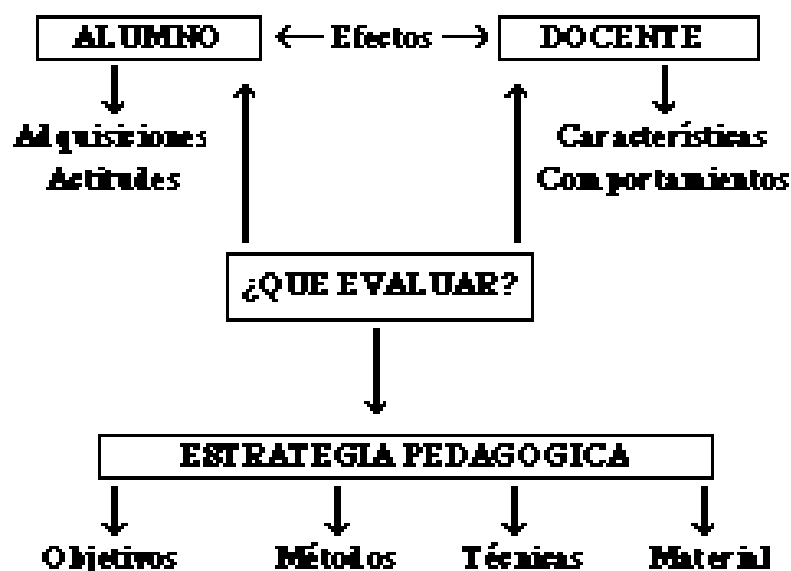 ALUMNO Efectos DOCENTE
Adquisiciones Características
Actitudes Comportamientos
¿QUE EVALUAR?
ESTRATEGIA PEDAGOGICA
Objetivos Métodos Técnicas Material